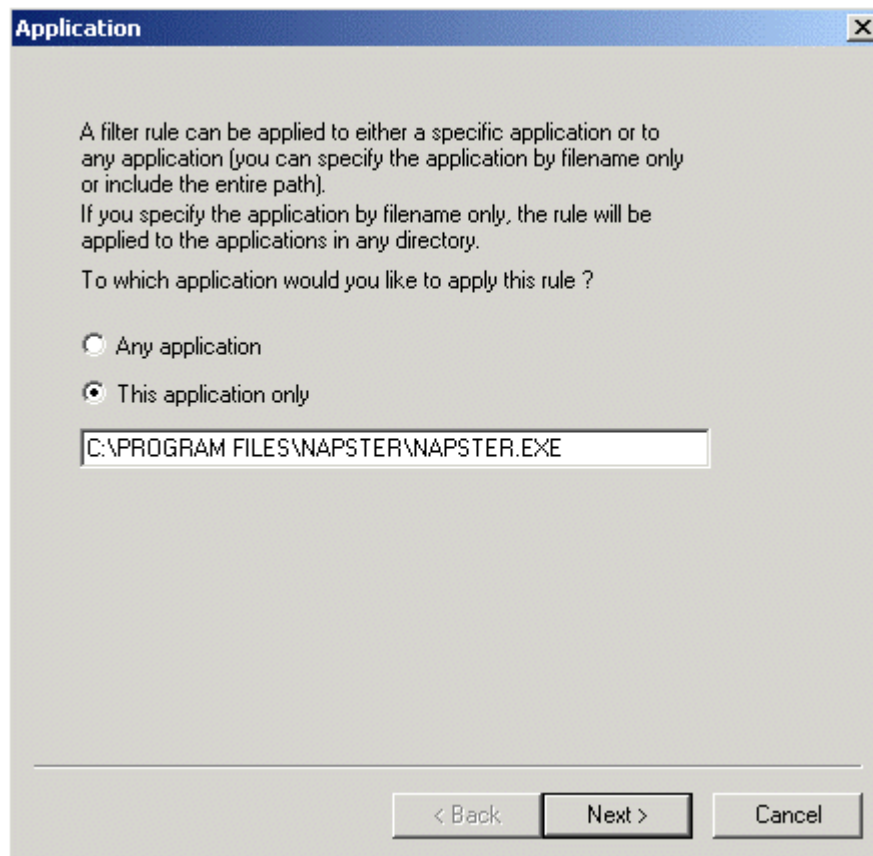 Application
A filter rule can be applied to either a specific application or to
any application (you can specify the application by filename only
or include the entire path).
If you specify the application by filename only, the rule will be
applied to the applications in any directory.
To which application would you like to apply this rule ?
Any application
This application only
C:\PROGRAM FILES\NAPSTER\NAPSTER.EXE
< Back Next > Cancel